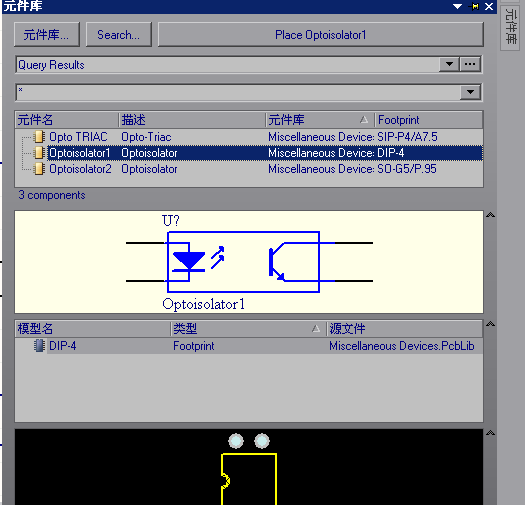 元件库
元件库... Search... Place Optoisolator1
Query Results
*
元件名 描述 元件库 Footprint
Opto TRIAC Opto-Triac Miscellaneous Device: SIP-P4/A7.5
Optoisolator1 Optoisolator Miscellaneous Device: DIP-4
Optoisolator2 Optoisolator Miscellaneous Device: SO-G5/P.95
3 components
U?
Optoisolator1
模型名 类型 源文件
DIP-4 Footprint Miscellaneous Devices.PcbLib
元件库